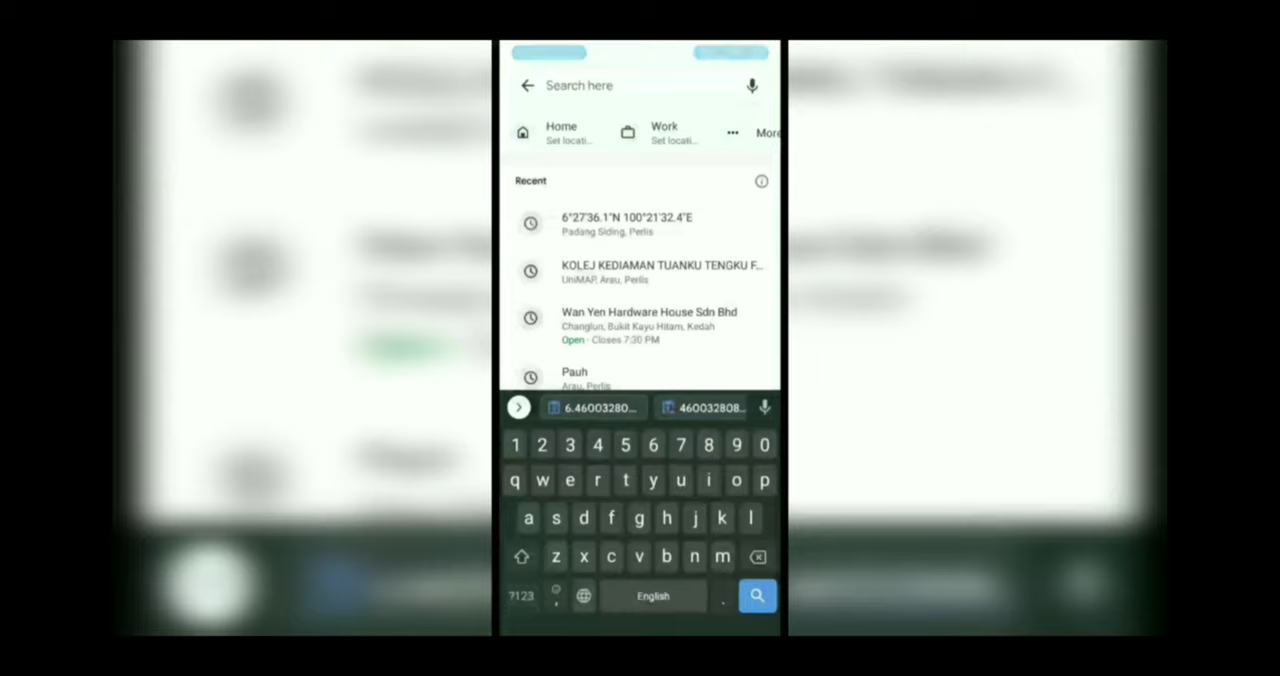 Search here
Home
Set locati...
Work
Set locati...
More
Recent
6°27'36.1"N 100°21'32.4"E
Padang Siding, Perlis
KOLEJ KEDIAMAN TUANKU TENGKU F...
UniMAP, Arau, Perlis
Wan Yen Hardware House Sdn Bhd
Changlun, Bukit Kayu Hitam, Kedah
Open · Closes 7:30 PM
Pauh
Arau, Perlis
6.46003280... 460032808...
1 2 3 4 5 6 7 8 9 0
q w e r t y u i o p
a s d f g h j k l
z x c v b n m
?123 , English .